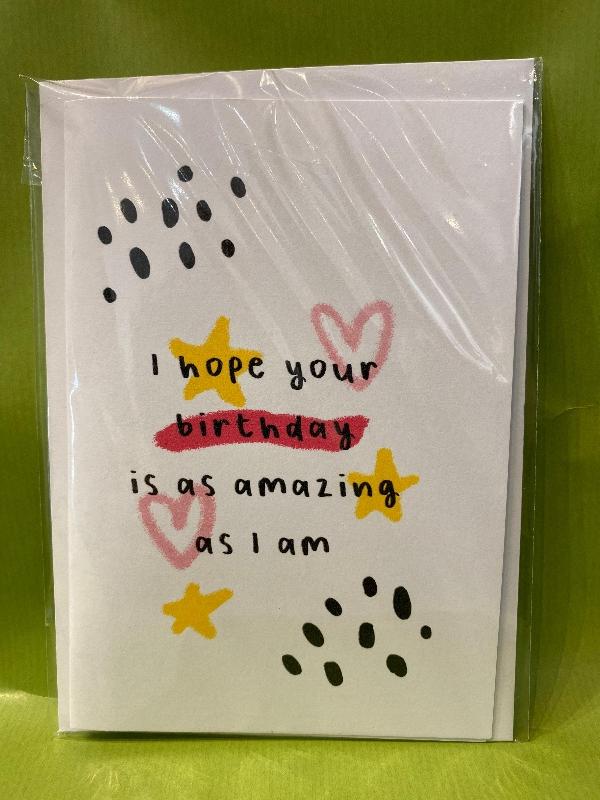 I hope your
birthday
is as amazing
as I am